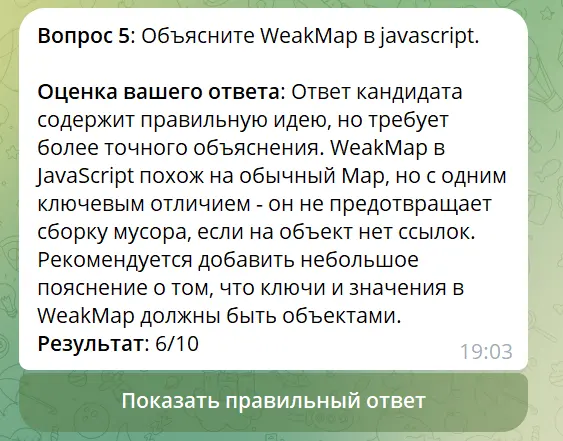 Вопрос 5: Объясните WeakMap в javascript.
Оценка вашего ответа: Ответ кандидата
содержит правильную идею, но требует
более точного объяснения. WeakMap в
JavaScript похож на обычный Map, но с одним
ключевым отличием - он не предотвращает
сборку мусора, если на объект нет ссылок.
Рекомендуется добавить небольшое
пояснение о том, что ключи и значения в
WeakMap должны быть объектами.
Результат: 6/10
19:03
Показать правильный ответ